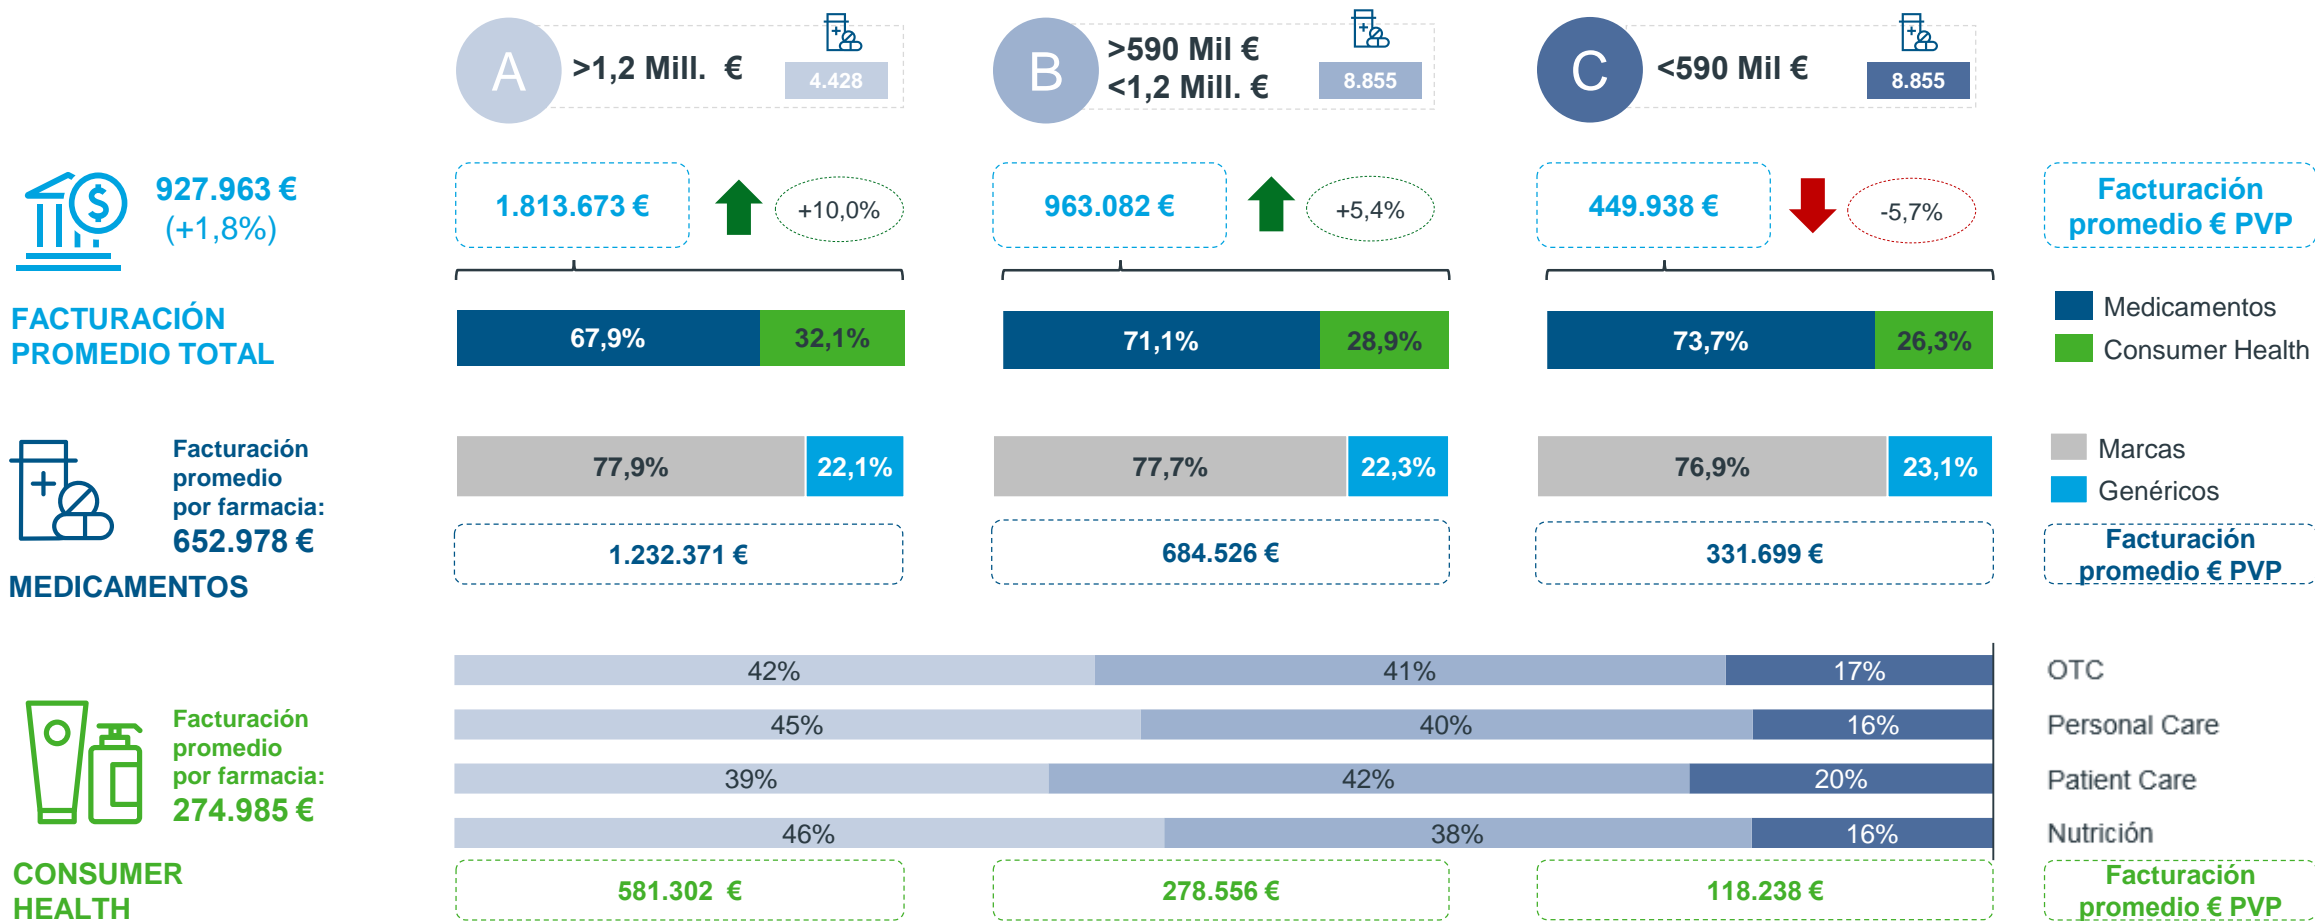 A
>1,2 Mill. €
4.428
B
>590 Mil €
<1,2 Mill. €
8.855
C
<590 Mil €
8.855
927.963 €
(+1,8%)
FACTURACIÓN
PROMEDIO TOTAL
1.813.673 €
+10,0%
963.082 €
+5,4%
449.938 €
-5,7%
Facturación
promedio € PVP
67,9%
32,1%
71,1%
28,9%
73,7%
26,3%
Medicamentos
Consumer Health
Facturación
promedio
por farmacia:
652.978 €
MEDICAMENTOS
77,9%
22,1%
77,7%
22,3%
76,9%
23,1%
Marcas
Genéricos
1.232.371 €
684.526 €
331.699 €
Facturación
promedio € PVP
Facturación
promedio
por farmacia:
274.985 €
CONSUMER
HEALTH
42%
41%
17%
OTC
45%
40%
16%
Personal Care
39%
42%
20%
Patient Care
46%
38%
16%
Nutrición
581.302 €
278.556 €
118.238 €
Facturación
promedio € PVP